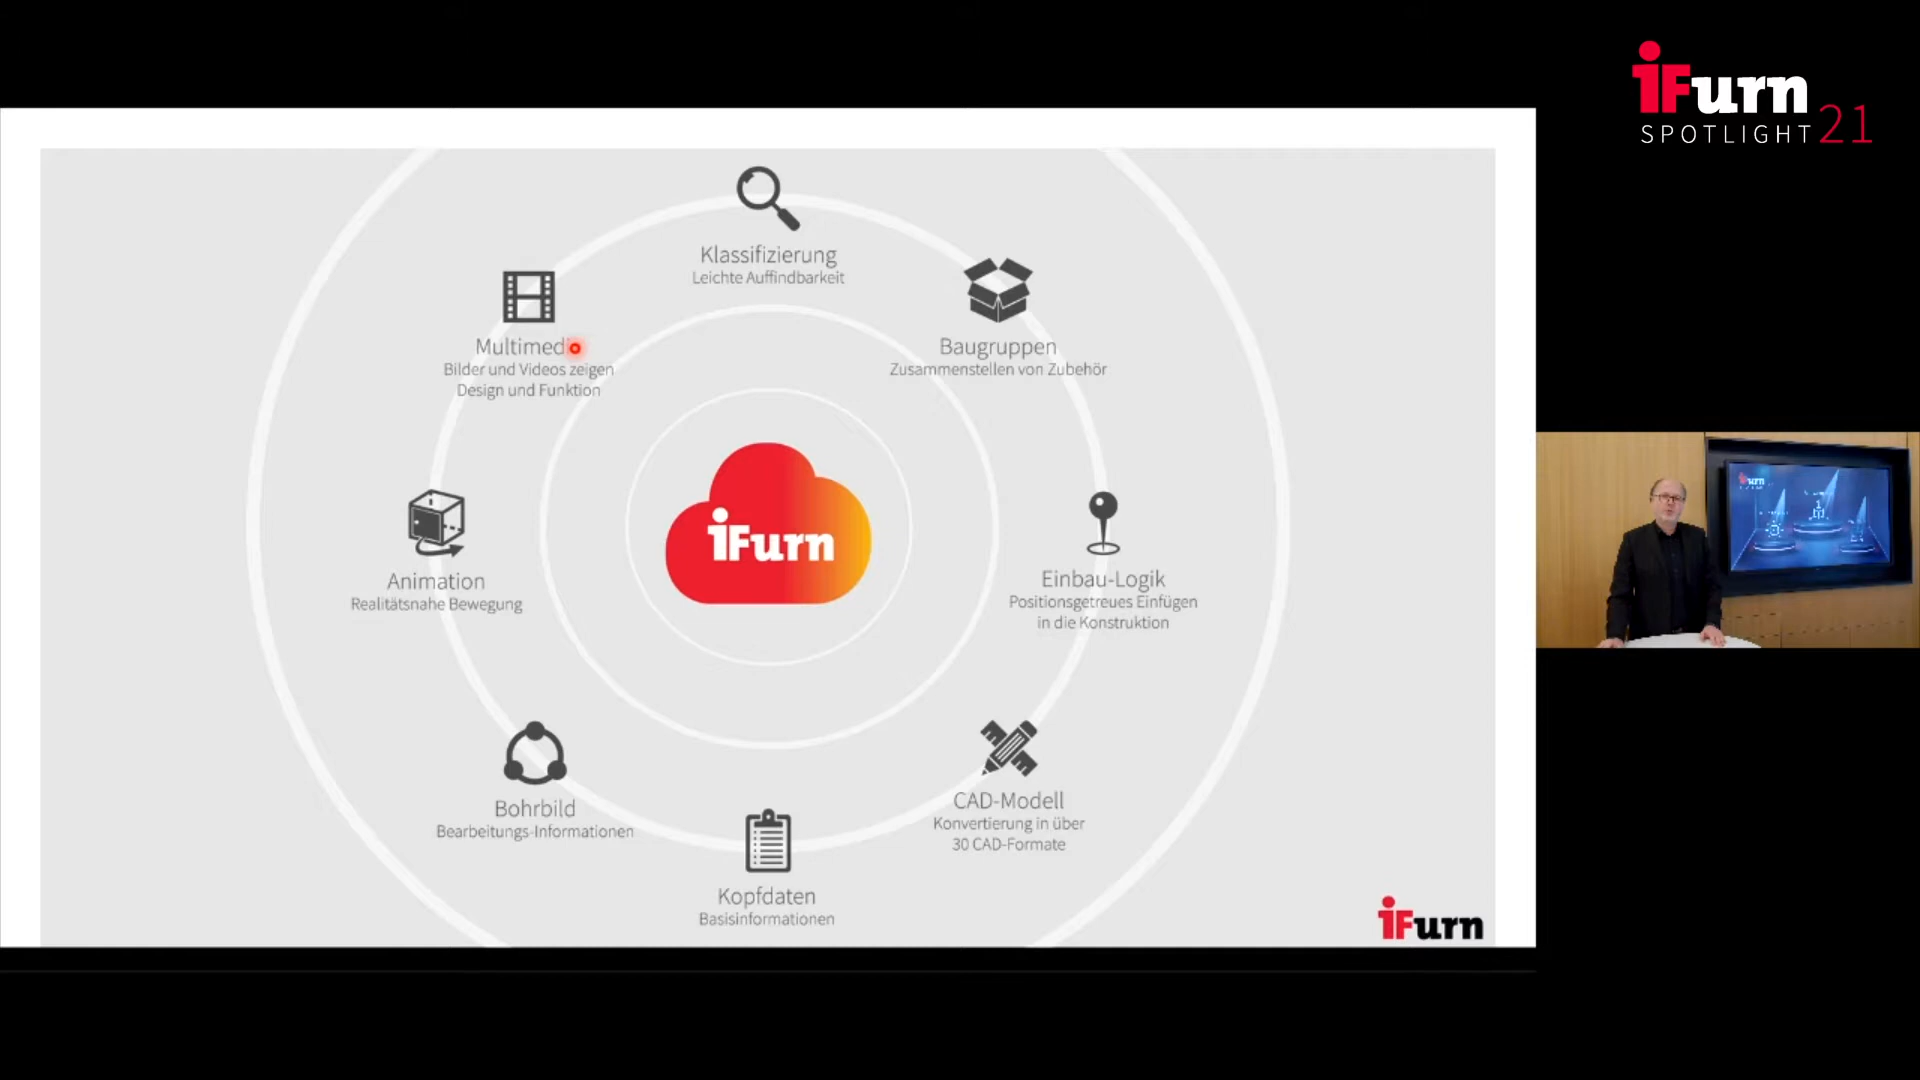 iFurn
SPOTLIGHT 21
Klassifizierung
Leichte Auffindbarkeit
Multimed
Bilder und Videos zeigen
Design und Funktion
Baugruppen
Zusammenstellen von Zubehör
iFurn
Animation
Realitätsnahe Bewegung
Einbau-Logik
Positionsgetreues Einfügen
in die Konstruktion
Bohrbild
Bearbeitungs-Informationen
CAD-Modell
Konvertierung in über
30 CAD-Formate
Kopfdaten
Basisinformationen
iFurn
iFurn